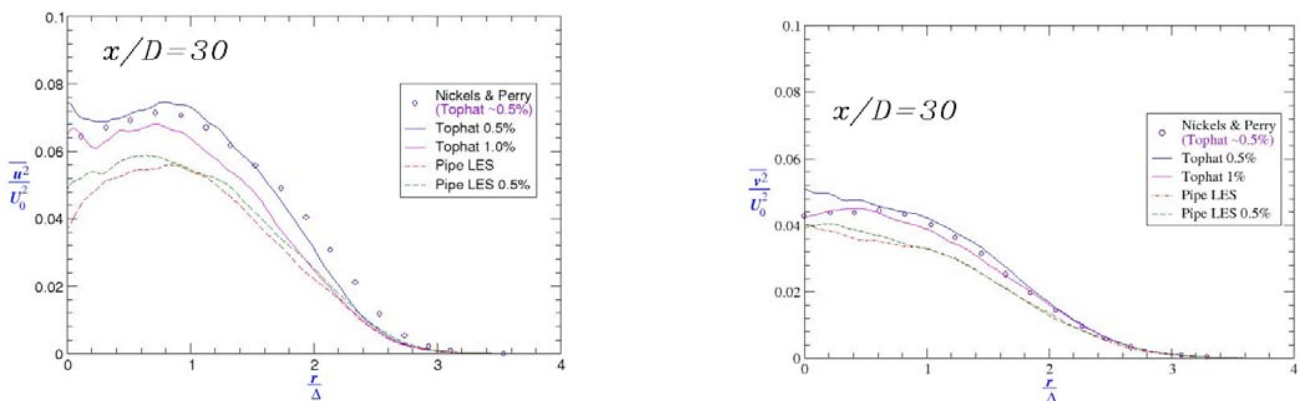 0.1
x/D=30
0.08
0.06
0.04
0.02
0
u² / U₀²
Nickels & Perry
(Tophat ~0.5%)
Tophat 0.5%
Tophat 1.0%
Pipe LES
Pipe LES 0.5%
0 1 2 3 4
r / Δ
0.1
0.08
x/D=30
0.06
0.04
0.02
0
v² / U₀²
Nickels & Perry
(Tophat ~0.5%)
Tophat 0.5%
Tophat 1%
Pipe LES
Pipe LES 0.5%
0 1 2 3 4
r / Δ